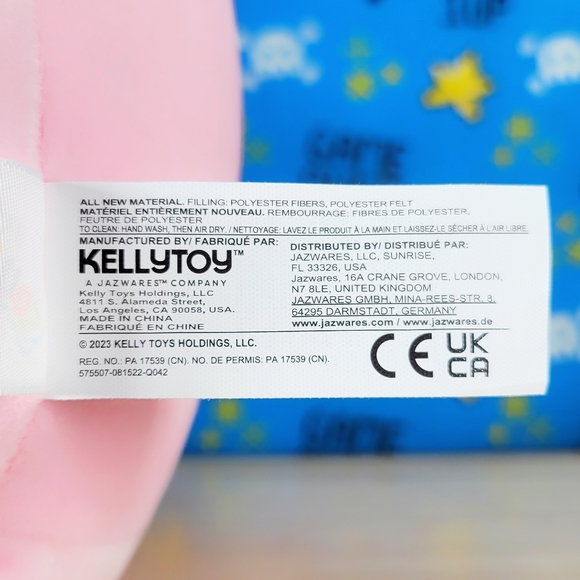 1UP
GAME
ALL NEW MATERIAL. FILLING: POLYESTER FIBERS, POLYESTER FELT
MATÉRIEL ENTIÈREMENT NOUVEAU. REMBOURRAGE: FIBRES DE POLYESTER,
FEUTRE DE POLYESTER
TO CLEAN: HAND WASH, THEN AIR DRY. / NETTOYAGE: LAVEZ LE PRODUIT À LA MAIN ET LAISSEZ-LE SÉCHER À L'AIR LIBRE.
MANUFACTURED BY/ FABRIQUÉ PAR:
KELLYTOY™
A JAZWARES™ COMPANY
Kelly Toys Holdings, LLC
4811 S. Alameda Street,
Los Angeles, CA 90058, USA.
MADE IN CHINA
FABRIQUÉ EN CHINE
DISTRIBUTED BY/ DISTRIBUÉ PAR:
JAZWARES, LLC, SUNRISE,
FL 33326, USA
Jazwares, 16A CRANE GROVE, LONDON,
N7 8LE, UNITED KINGDOM
JAZWARES GMBH, MINA-REES-STR. 8,
64295 DARMSTADT, GERMANY
www.jazwares.com / www.jazwares.de
© 2023 KELLY TOYS HOLDINGS, LLC.
REG. NO.: PA 17539 (CN). NO. DE PERMIS: PA 17539 (CN).
575507-081522-Q042
CE
UK
CA